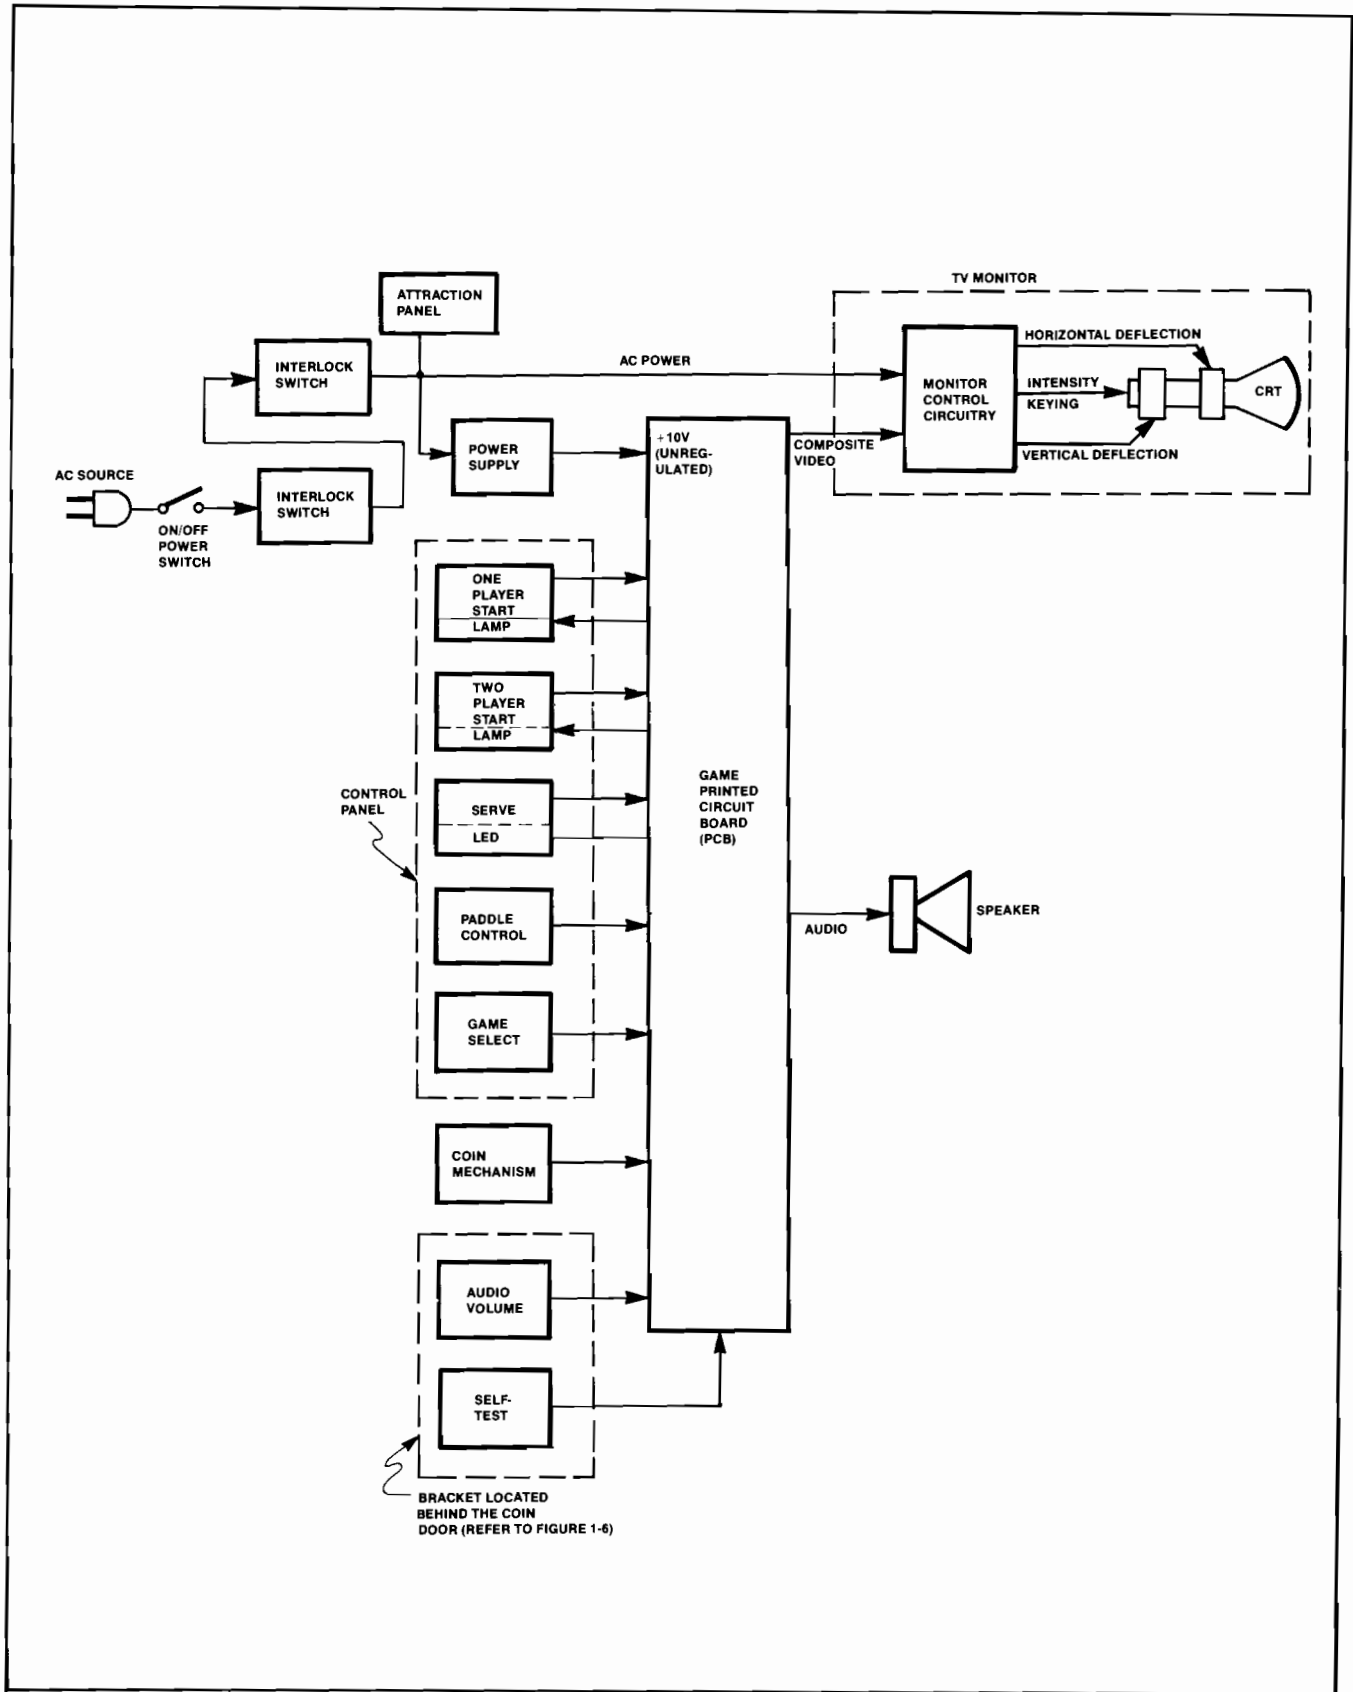 TV MONITOR
ATTRACTION
PANEL
HORIZONTAL DEFLECTION
INTERLOCK
SWITCH
AC POWER
MONITOR
CONTROL
CIRCUITRY
INTENSITY
KEYING
CRT
VERTICAL DEFLECTION
POWER
SUPPLY
+10V
(UNREG-
ULATED)
COMPOSITE
VIDEO
AC SOURCE
INTERLOCK
SWITCH
ON/OFF
POWER
SWITCH
ONE
PLAYER
START
LAMP
TWO
PLAYER
START
LAMP
CONTROL
PANEL
SERVE
LED
GAME
PRINTED
CIRCUIT
BOARD
(PCB)
PADDLE
CONTROL
AUDIO
SPEAKER
GAME
SELECT
COIN
MECHANISM
AUDIO
VOLUME
SELF-
TEST
BRACKET LOCATED
BEHIND THE COIN
DOOR (REFER TO FIGURE 1-6)